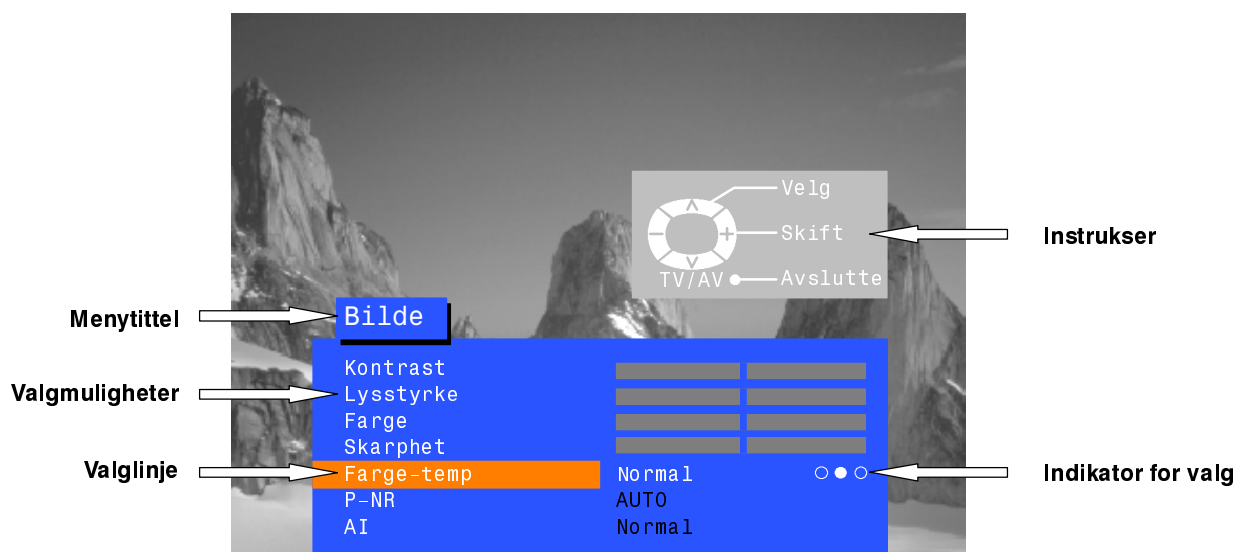 Velg
Skift
TV/AV Avslutte
Instrukser
Menytittel
Bilde
Kontrast
Valgmuligheter
Lysstyrke
Farge
Skarphet
Valglinje
Farge-temp Normal
Indikator for valg
P-NR AUTO
AI Normal